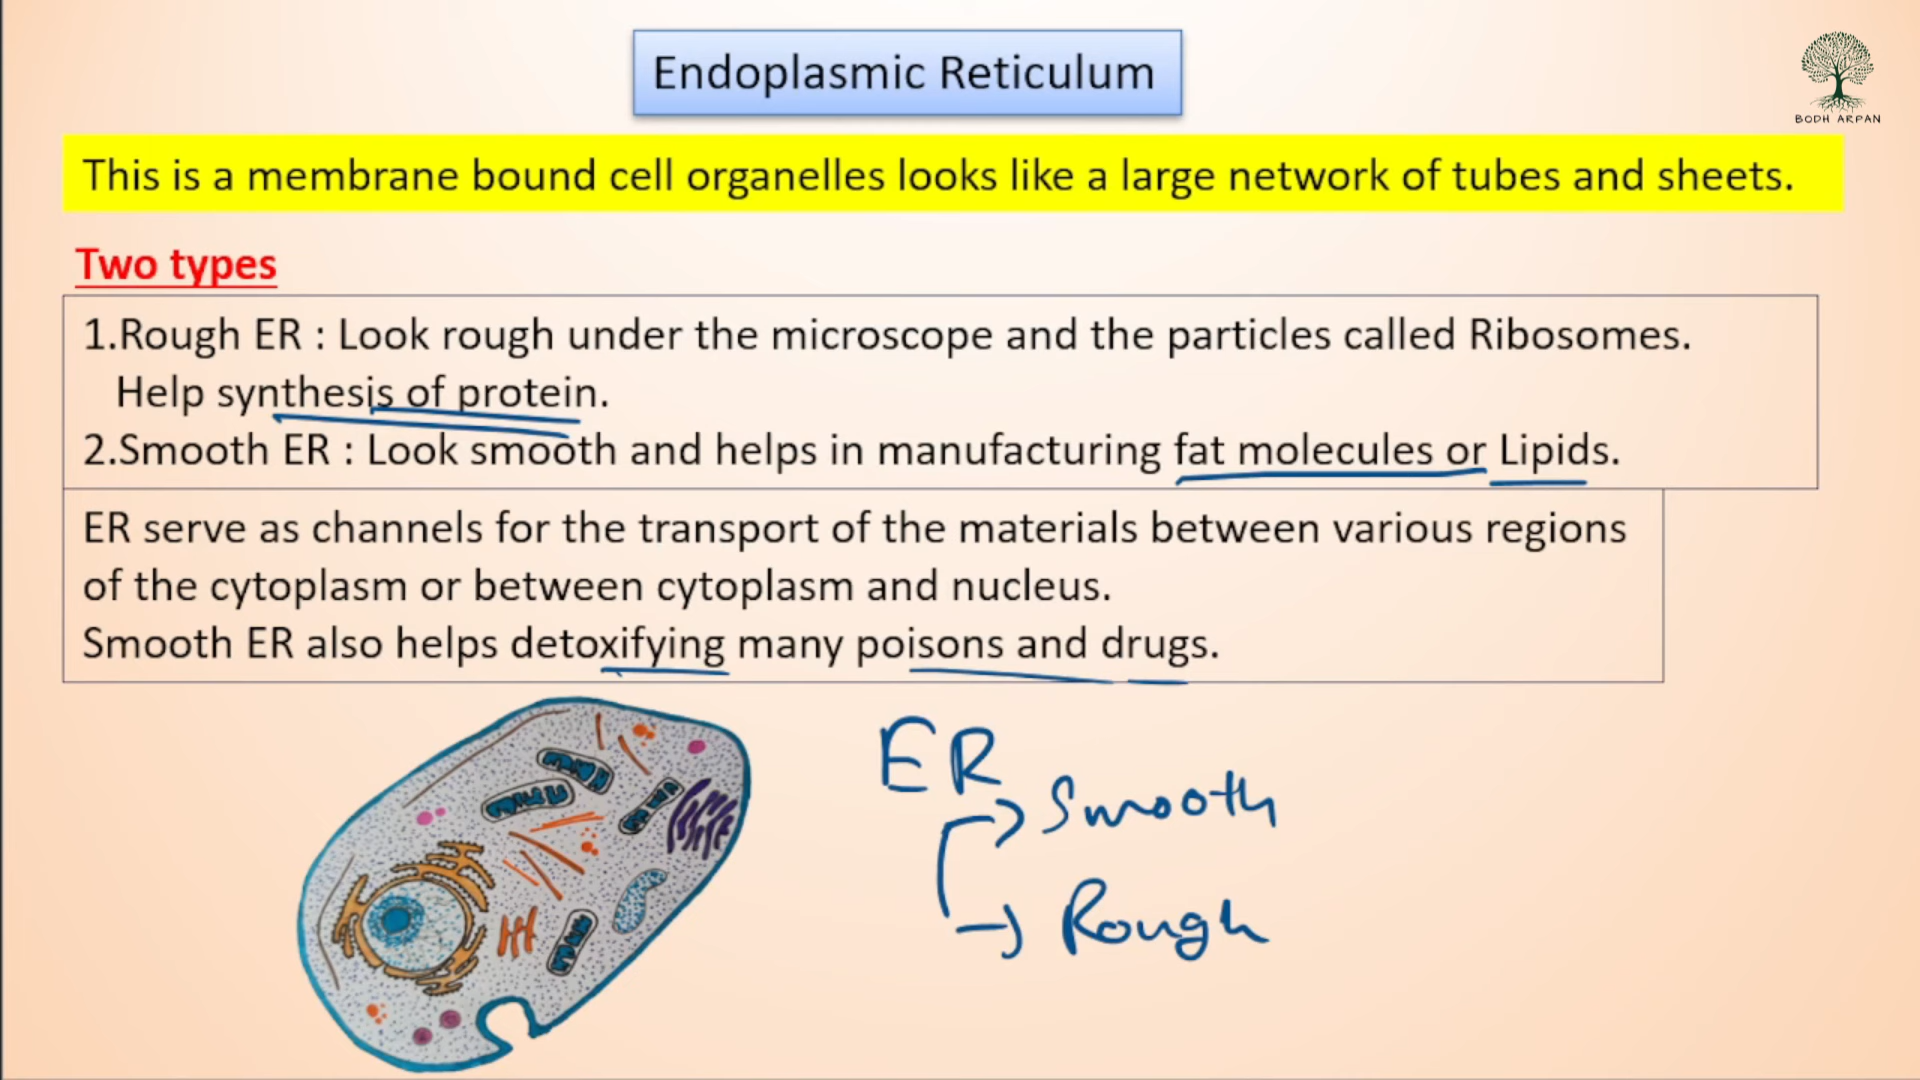 Endoplasmic Reticulum
BODH ARPAN
This is a membrane bound cell organelles looks like a large network of tubes and sheets.
Two types
1.Rough ER : Look rough under the microscope and the particles called Ribosomes.
Help synthesis of protein.
2.Smooth ER : Look smooth and helps in manufacturing fat molecules or Lipids.
ER serve as channels for the transport of the materials between various regions
of the cytoplasm or between cytoplasm and nucleus.
Smooth ER also helps detoxifying many poisons and drugs.
ER
Smooth
Rough